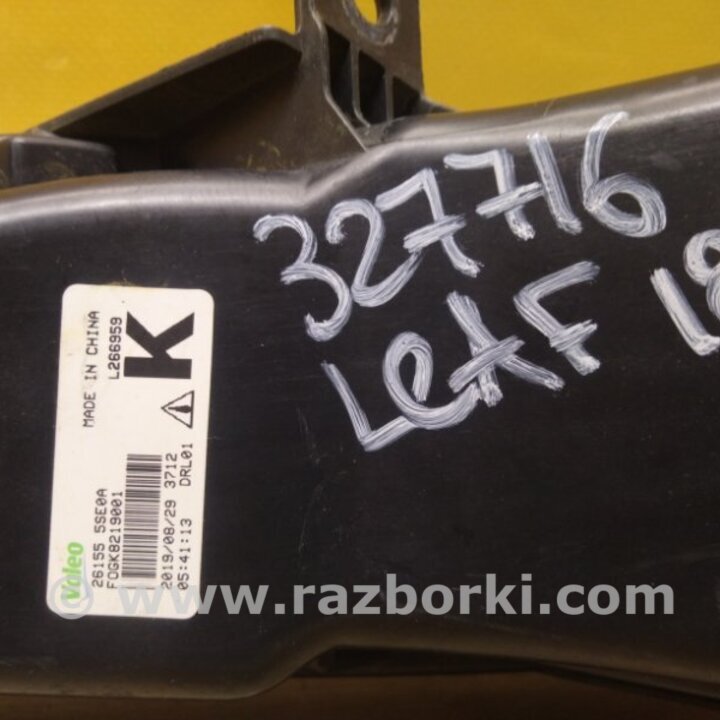 327716
LEAF 18
Valeo
26155 5SE0A
MADE IN CHINA
FOGK8219001
L266959
K
2019/08/29 3712
05:41:13 DRL01
© www.razborki.com